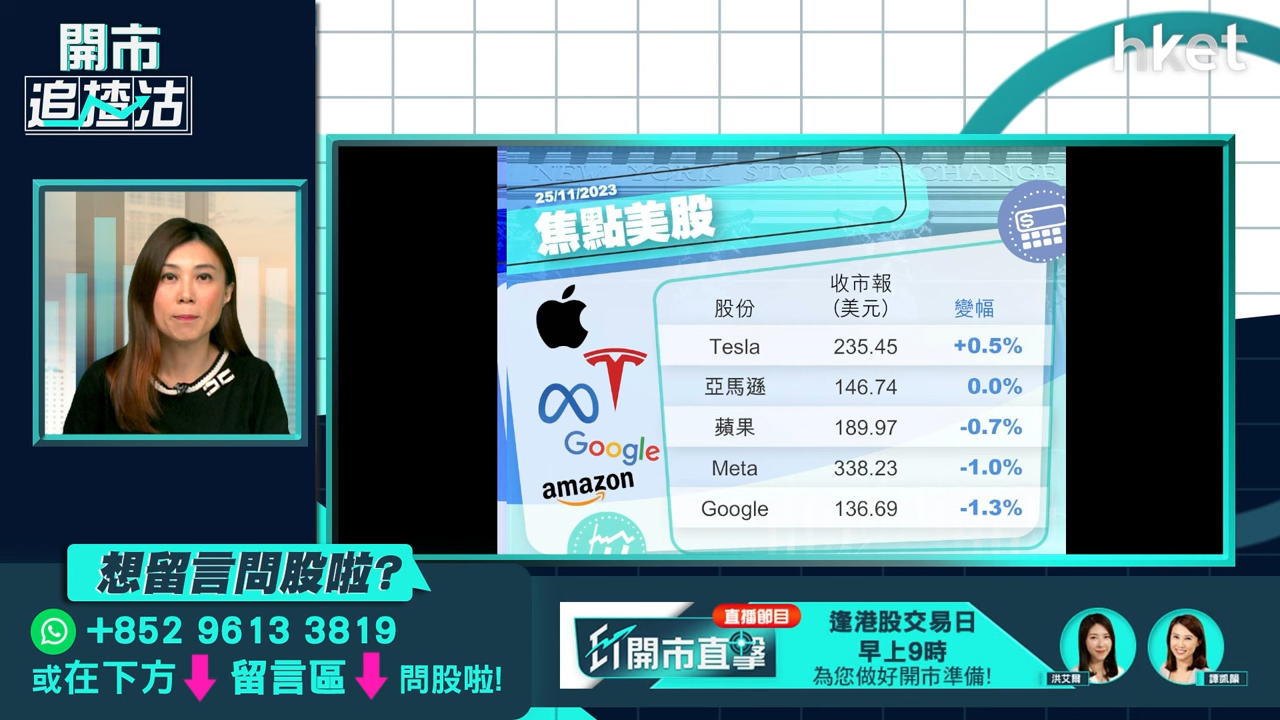 開市
追揸沽
hket
NEW YORK STOCK EXCHANGE
25/11/2023
焦點美股
$
股份 收市報(美元) 變幅
Tesla 235.45 +0.5%
亞馬遜 146.74 0.0%
蘋果 189.97 -0.7%
Meta 338.23 -1.0%
Google 136.69 -1.3%
Google
amazon
想留言問股啦?
+852 9613 3819
或在下方 留言區 問股啦!
直播節目
ET開市直擊
逢港股交易日
早上9時
為您做好開市準備!
洪艾爾
譚凱韻